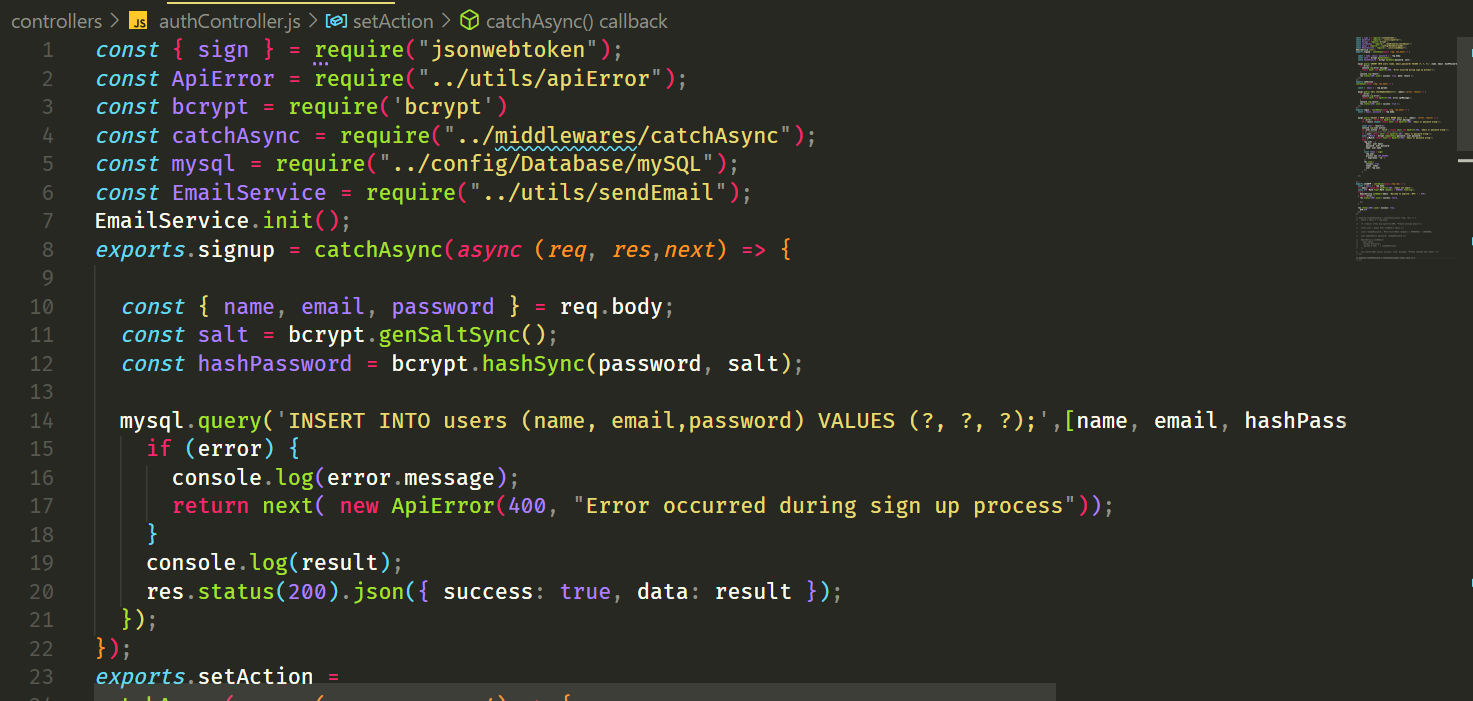 controllers > JS authController.js > setAction > catchAsync() callback
1 const { sign } = require("jsonwebtoken");
2 const ApiError = require("../utils/apiError");
3 const bcrypt = require('bcrypt')
4 const catchAsync = require("../middlewares/catchAsync");
5 const mysql = require("../config/Database/mySQL");
6 const EmailService = require("../utils/sendEmail");
7 EmailService.init();
8 exports.signup = catchAsync(async (req, res,next) => {
9
10 const { name, email, password } = req.body;
11 const salt = bcrypt.genSaltSync();
12 const hashPassword = bcrypt.hashSync(password, salt);
13
14 mysql.query('INSERT INTO users (name, email,password) VALUES (?, ?, ?);',[name, email, hashPass
15 if (error) {
16 console.log(error.message);
17 return next( new ApiError(400, "Error occurred during sign up process"));
18 }
19 console.log(result);
20 res.status(200).json({ success: true, data: result });
21 });
22 });
23 exports.setAction =